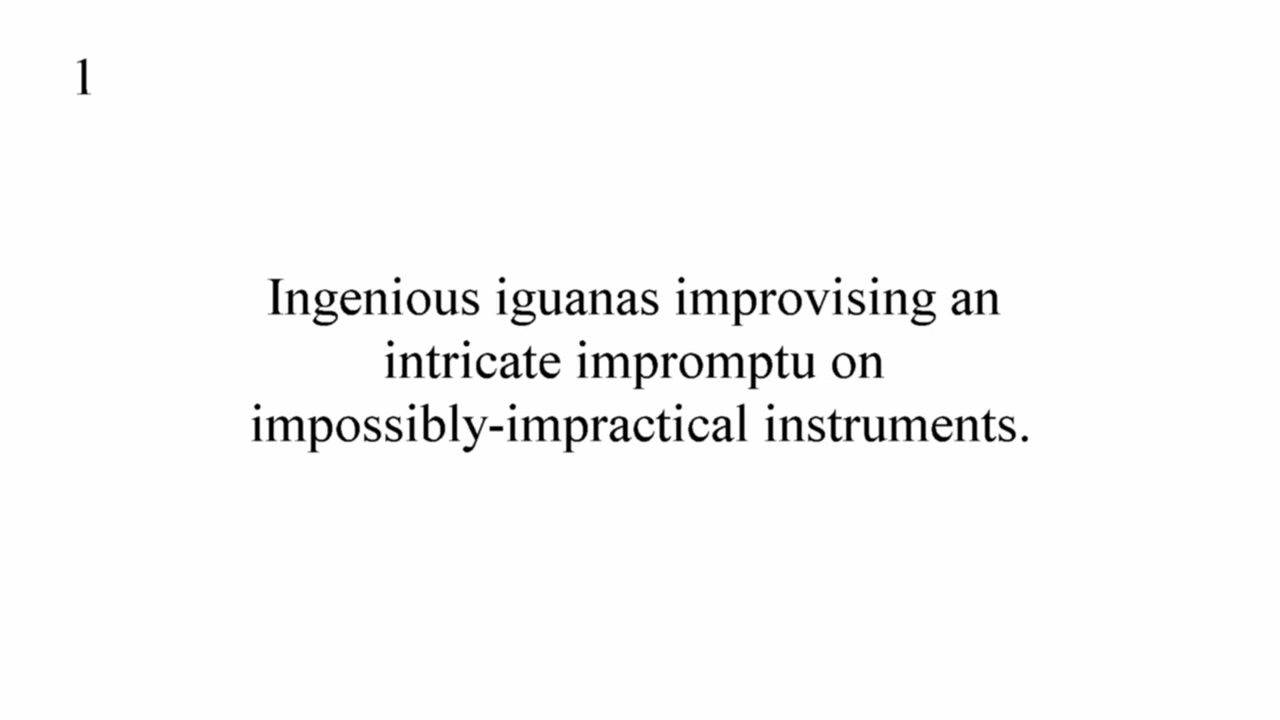 1
Ingenious iguanas improvising an
intricate impromptu on
impossibly-impractical instruments.